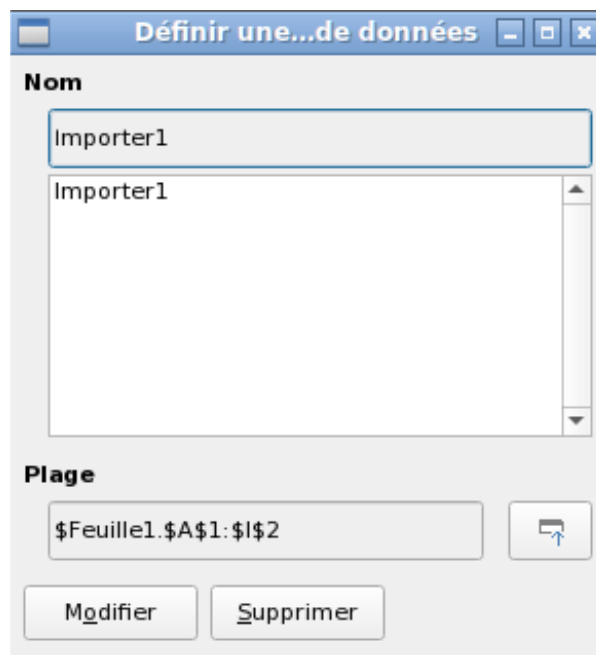 Définir une...de données
Nom
Importer1
Importer1
Plage
$Feuille1.$A$1:$I$2
Modifier Supprimer